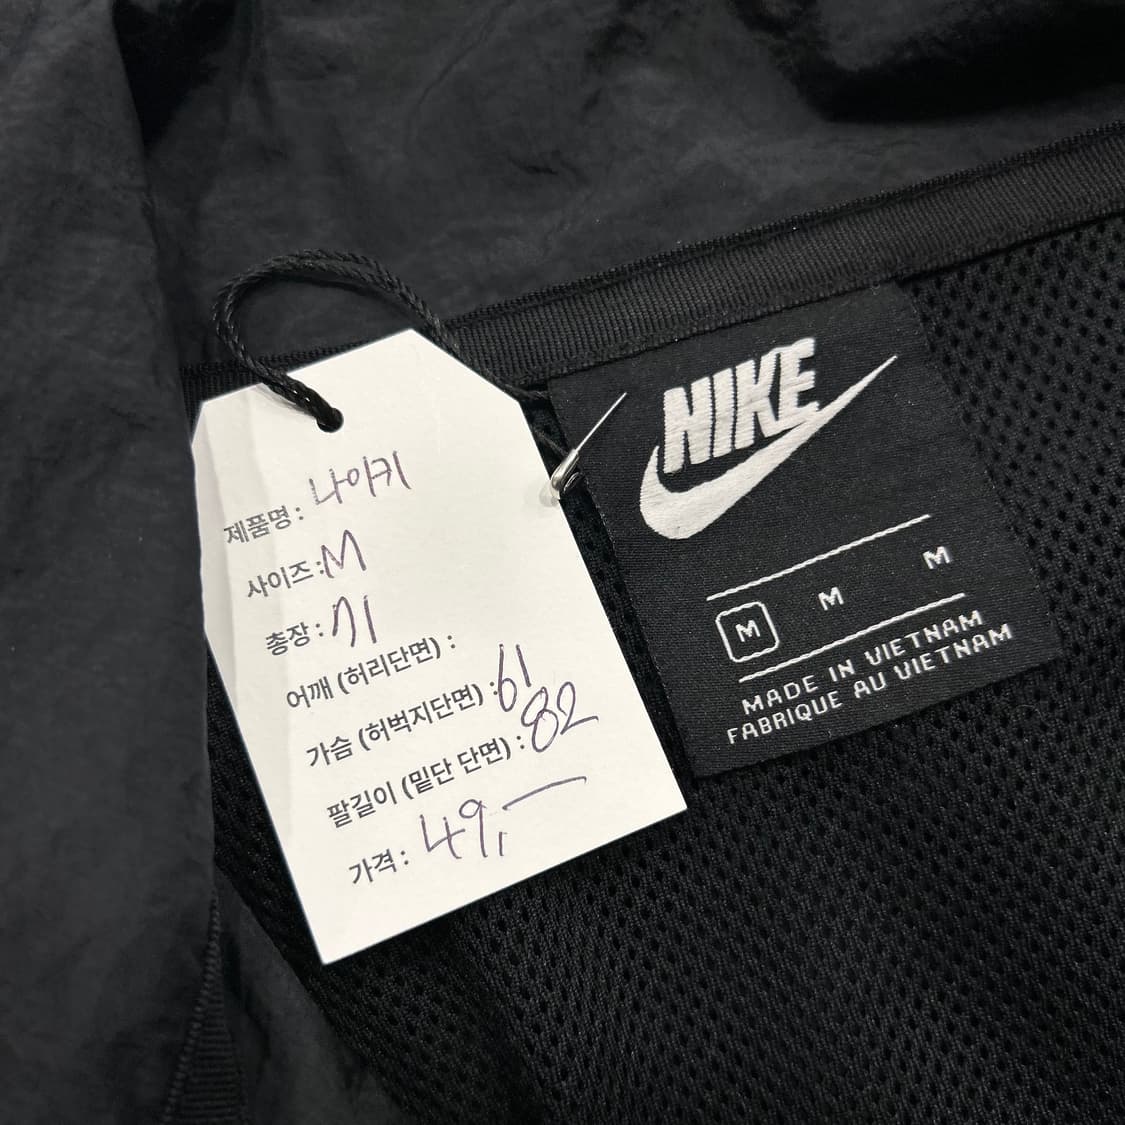 제품명 : 나이키
사이즈 : M
총장 : 71
어깨 (허리단면) :
가슴 (허벅지단면) : 61
팔길이 (밑단 단면) : 82
가격 : 49,—
NIKE
M M M
MADE IN VIETNAM
FABRIQUE AU VIETNAM